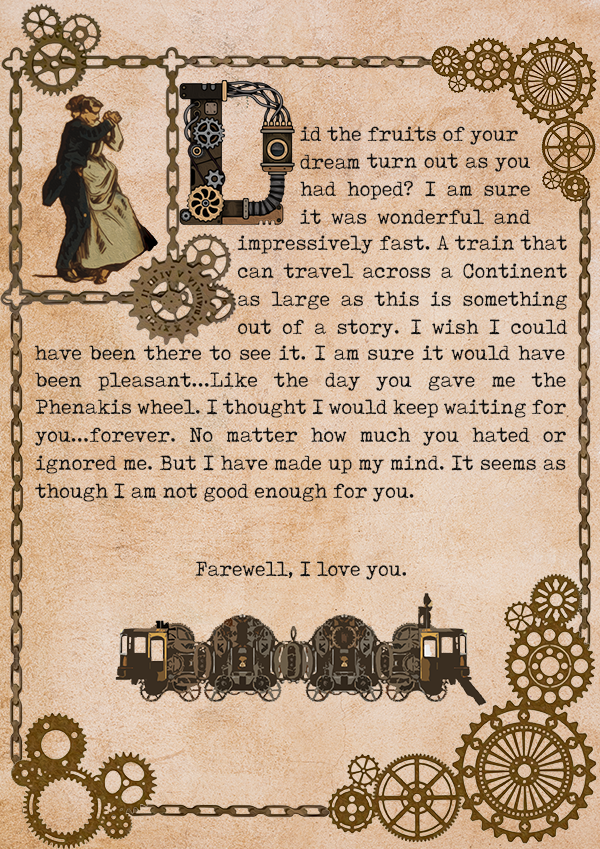 Did the fruits of your
dream turn out as you
had hoped? I am sure
it was wonderful and
impressively fast. A train that
can travel across a Continent
as large as this is something
out of a story. I wish I could
have been there to see it. I am sure it would have
been pleasant...Like the day you gave me the
Phenakis wheel. I thought I would keep waiting for
you...forever. No matter how much you hated or
ignored me. But I have made up my mind. It seems as
though I am not good enough for you.
Farewell, I love you.